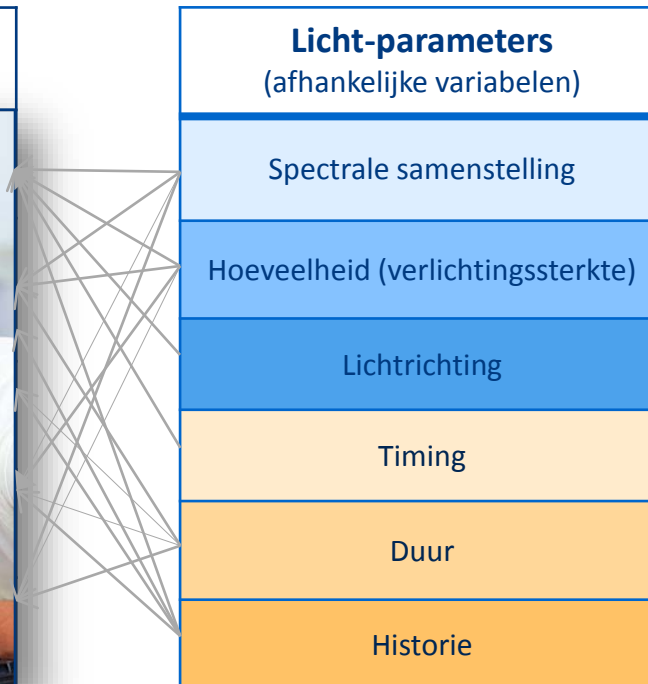 Licht-parameters
(afhankelijke variabelen)
Spectrale samenstelling
Hoeveelheid (verlichtingssterkte)
Lichtrichting
Timing
Duur
Historie